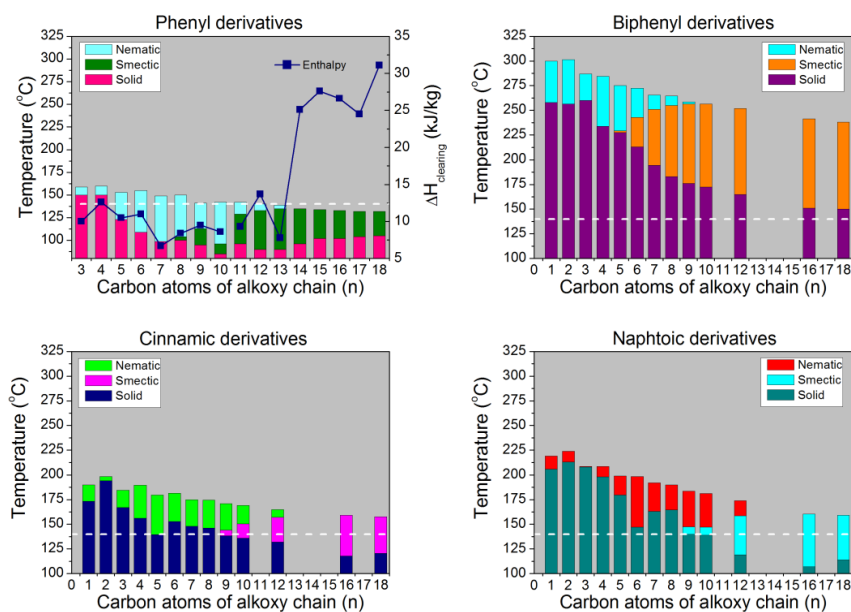 Phenyl derivatives
325
300
275
250
225
200
175
150
125
100
Temperature (°C)
Nematic
Smectic
Solid
Enthalpy
35
30
25
20
15
10
5
ΔH clearing (kJ/kg)
3 4 5 6 7 8 9 10 11 12 13 14 15 16 17 18
Carbon atoms of alkoxy chain (n)
Biphenyl derivatives
325
300
275
250
225
200
175
150
125
100
Temperature (°C)
Nematic
Smectic
Solid
0 1 2 3 4 5 6 7 8 9 10 11 12 13 14 15 16 17 18
Carbon atoms of alkoxy chain (n)
Cinnamic derivatives
325
300
275
250
225
200
175
150
125
100
Temperature (°C)
Nematic
Smectic
Solid
0 1 2 3 4 5 6 7 8 9 10 11 12 13 14 15 16 17 18
Carbon atoms of alkoxy chain (n)
Naphtoic derivatives
325
300
275
250
225
200
175
150
125
100
Temperature (°C)
Nematic
Smectic
Solid
0 1 2 3 4 5 6 7 8 9 10 11 12 13 14 15 16 17 18
Carbon atoms of alkoxy chain (n)